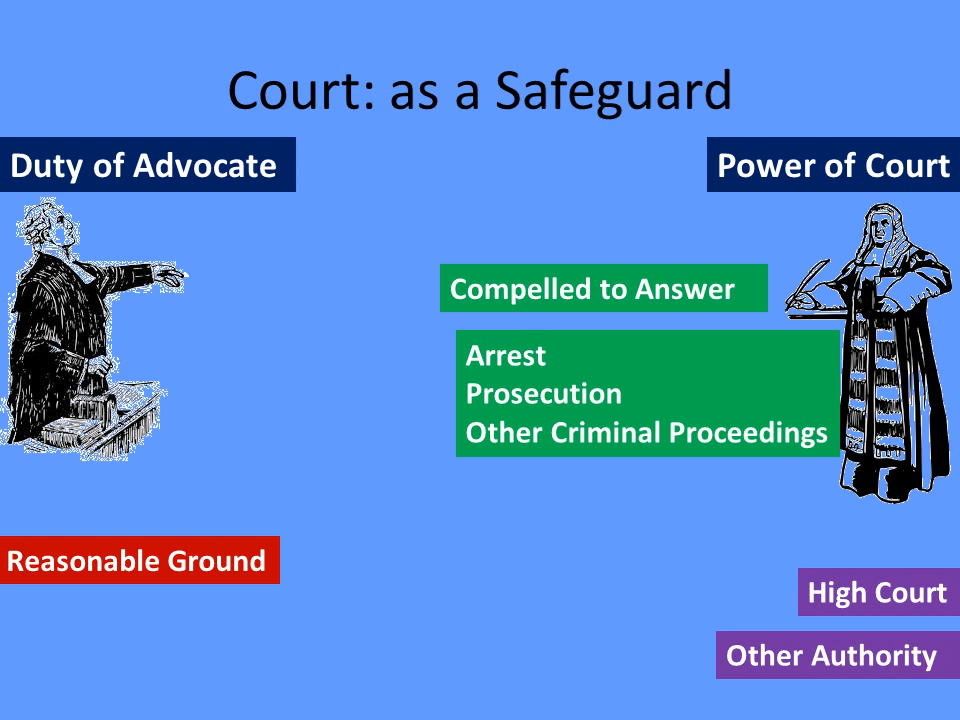 Court: as a Safeguard
Duty of Advocate
Power of Court
Compelled to Answer
Arrest
Prosecution
Other Criminal Proceedings
Reasonable Ground
High Court
Other Authority